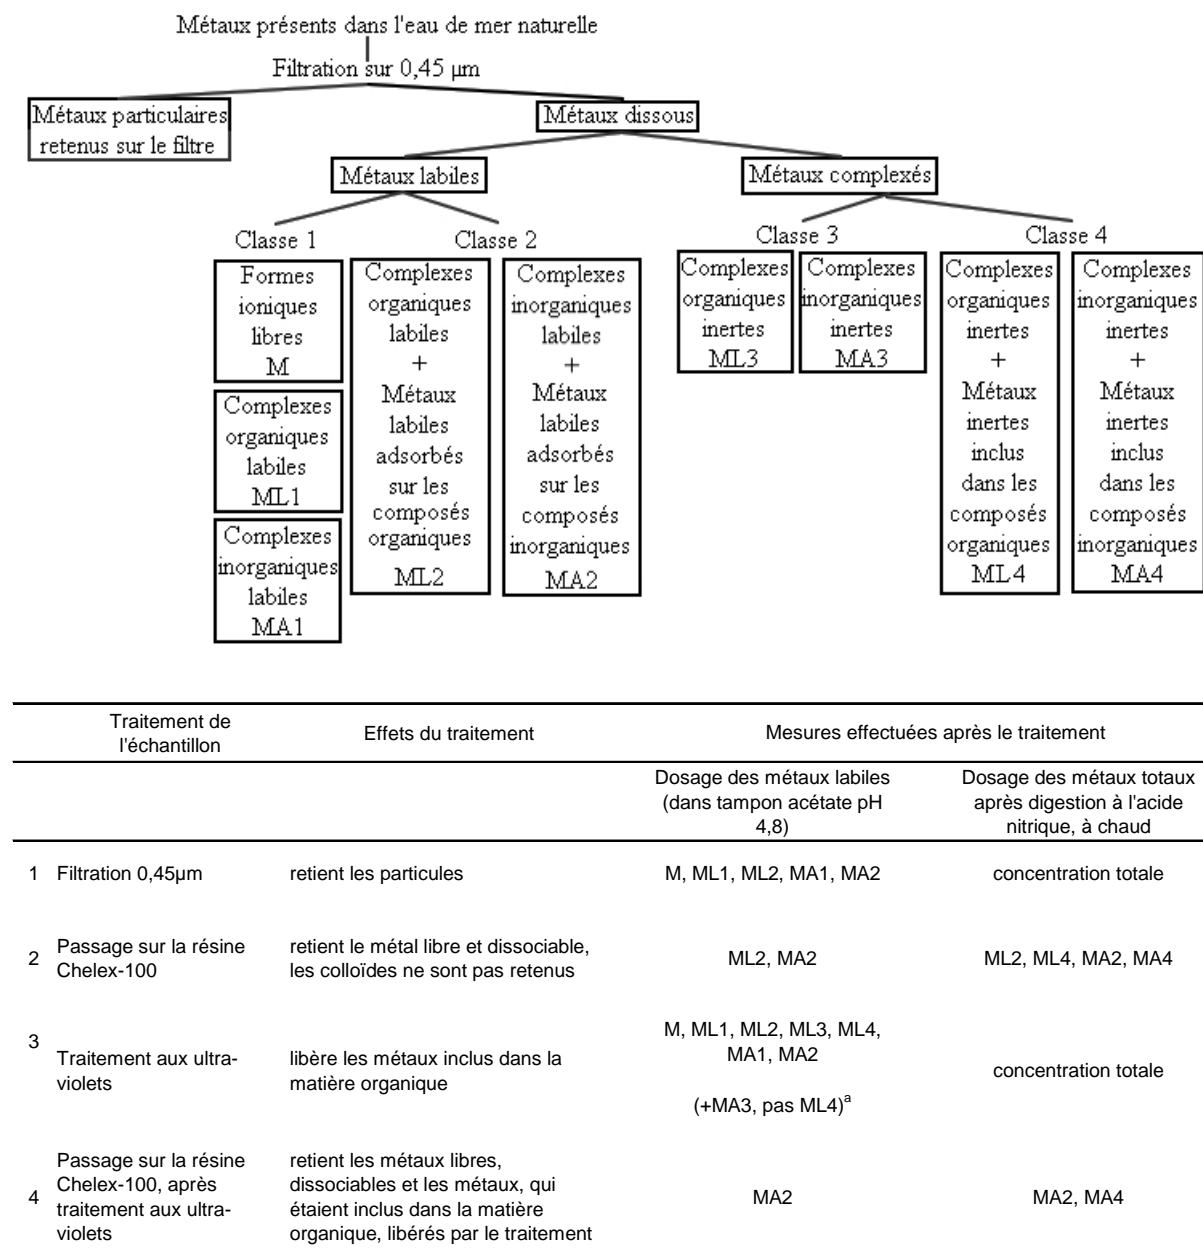 Métaux présents dans l'eau de mer naturelle
Filtration sur 0,45 µm
Métaux particulaires
retenus sur le filtre
Métaux dissous
Métaux labiles
Métaux complexés
Classe 1
Classe 2
Classe 3
Classe 4
Formes
ioniques
libres
M
Complexes
organiques
labiles
ML1
Complexes
inorganiques
labiles
MA1
Complexes
organiques
labiles
+
Métaux
labiles
adsorbés
sur les
composés
organiques
ML2
Complexes
inorganiques
labiles
+
Métaux
labiles
adsorbés
sur les
composés
inorganiques
MA2
Complexes
organiques
inertes
ML3
Complexes
inorganiques
inertes
MA3
Complexes
organiques
inertes
+
Métaux
inertes
inclus
dans les
composés
organiques
ML4
Complexes
inorganiques
inertes
+
Métaux
inertes
inclus
dans les
composés
inorganiques
MA4
Traitement de
l'échantillon
Effets du traitement
Mesures effectuées après le traitement
Dosage des métaux labiles
(dans tampon acétate pH
4,8)
Dosage des métaux totaux
après digestion à l'acide
nitrique, à chaud
1 Filtration 0,45µm
retient les particules
M, ML1, ML2, MA1, MA2
concentration totale
2
Passage sur la résine
Chelex-100
retient le métal libre et dissociable,
les colloïdes ne sont pas retenus
ML2, MA2
ML2, ML4, MA2, MA4
3
Traitement aux ultra-
violets
libère les métaux inclus dans la
matière organique
M, ML1, ML2, ML3, ML4,
MA1, MA2
(+MA3, pas ML4)a
concentration totale
4
Passage sur la résine
Chelex-100, après
traitement aux ultra-
violets
retient les métaux libres,
dissociables et les métaux, qui
étaient inclus dans la matière
organique, libérés par le traitement
MA2
MA2, MA4